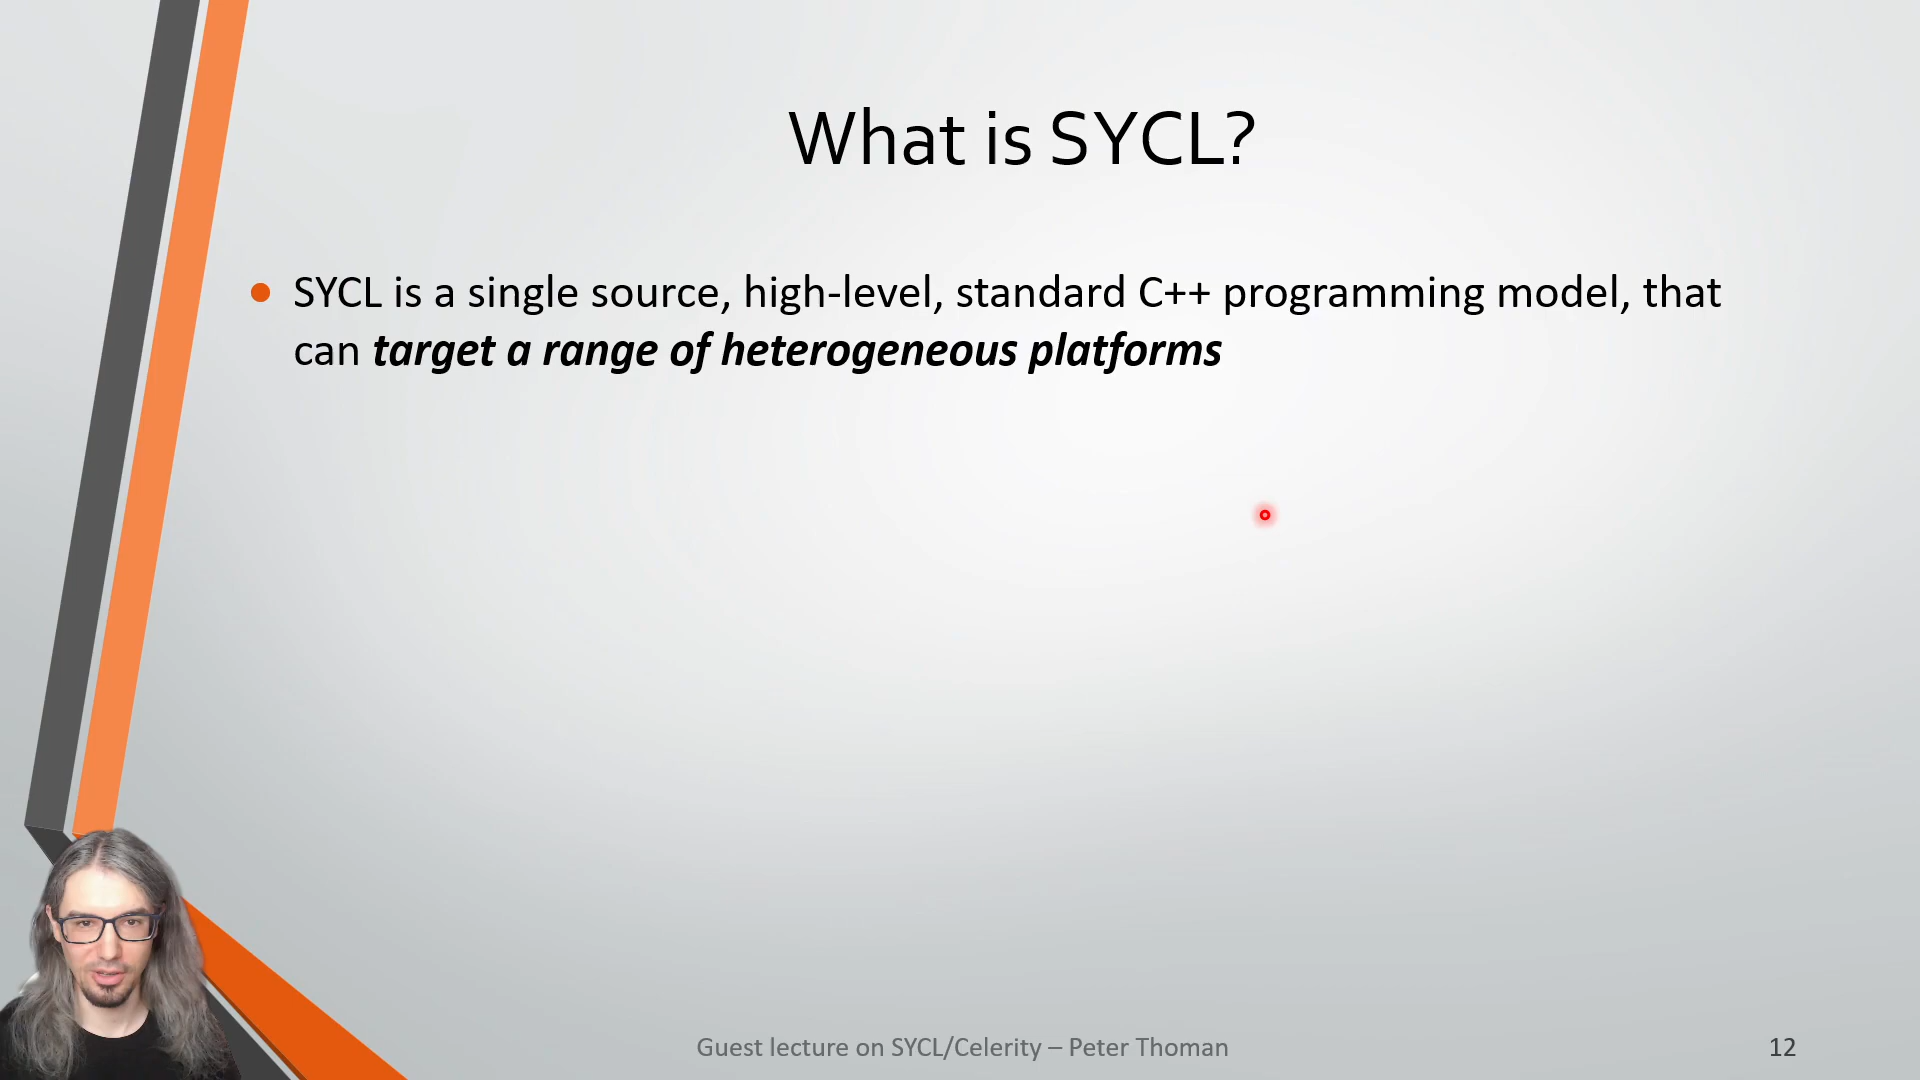 What is SYCL?
SYCL is a single source, high-level, standard C++ programming model, that
can target a range of heterogeneous platforms
Guest lecture on SYCL/Celerity – Peter Thoman
12